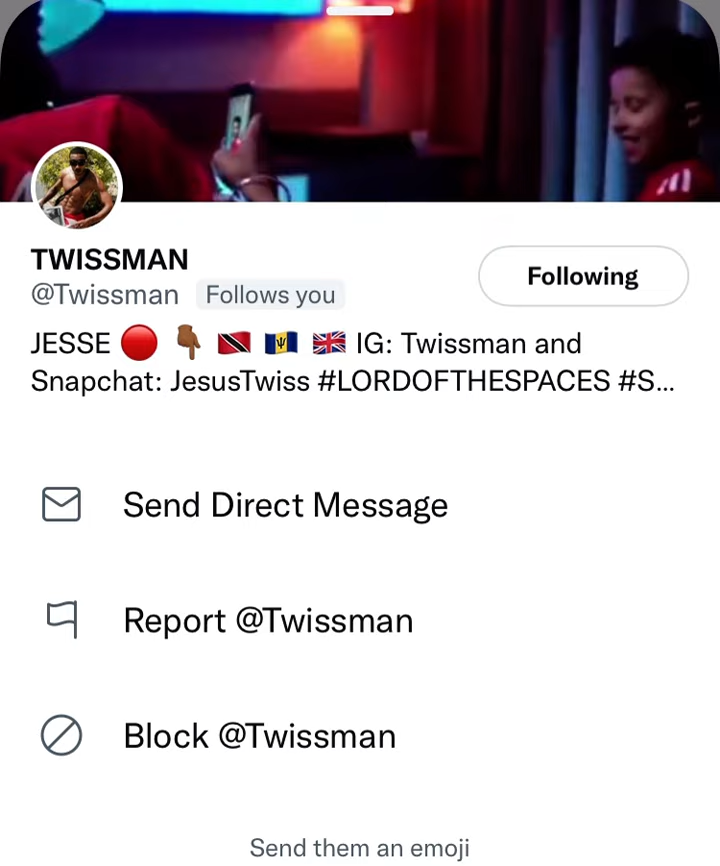 TWISSMAN
Following
@Twissman Follows you
JESSE 🔴 👇🏾 🇹🇹 🇧🇧 🇬🇧 IG: Twissman and
Snapchat: JesusTwiss #LORDOFTHESPACES #S...
Send Direct Message
Report @Twissman
Block @Twissman
Send them an emoji